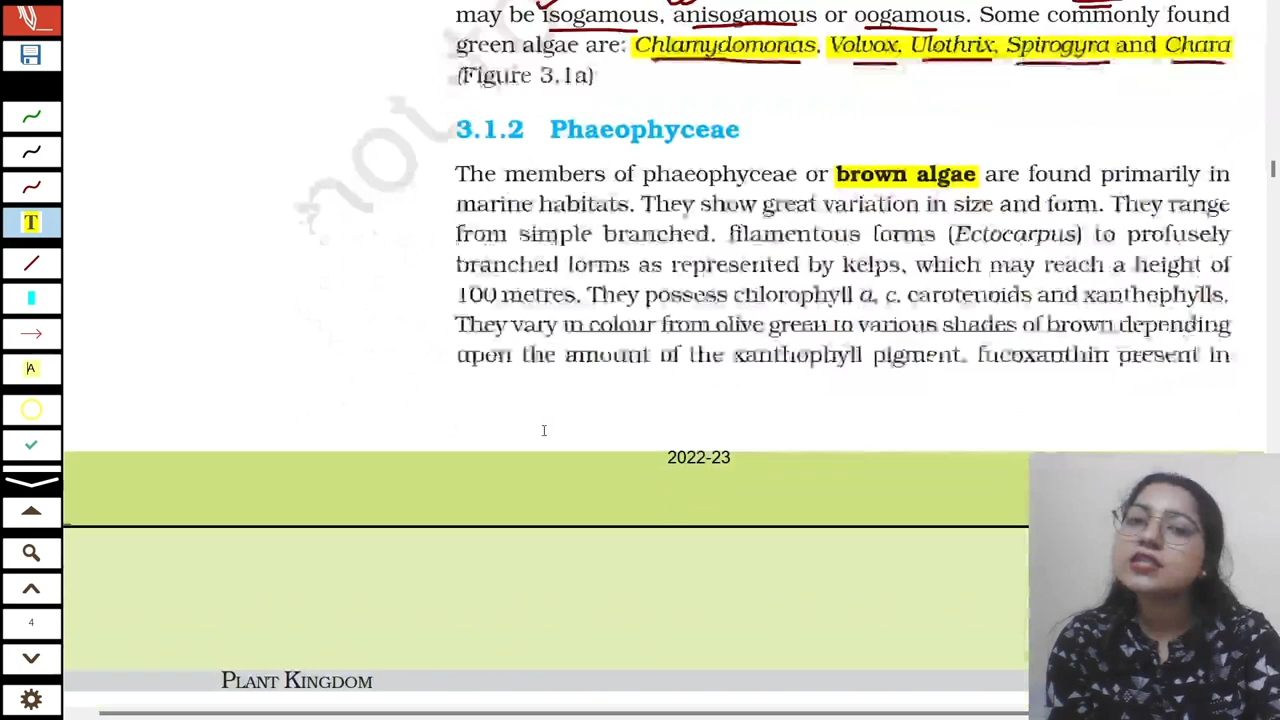 may be isogamous, anisogamous or oogamous. Some commonly found
green algae are: Chlamydomonas, Volvox, Ulothrix, Spirogyra and Chara
(Figure 3.1a)
3.1.2 Phaeophyceae
The members of phaeophyceae or brown algae are found primarily in
marine habitats. They show great variation in size and form. They range
from simple branched, filamentous forms (Ectocarpus) to profusely
branched forms as represented by kelps, which may reach a height of
100 metres. They possess chlorophyll a, c, carotenoids and xanthophylls.
They vary in colour from olive green to various shades of brown depending
upon the amount of the xanthophyll pigment, fucoxanthin present in
2022-23
PLANT KINGDOM
T
A
4
not